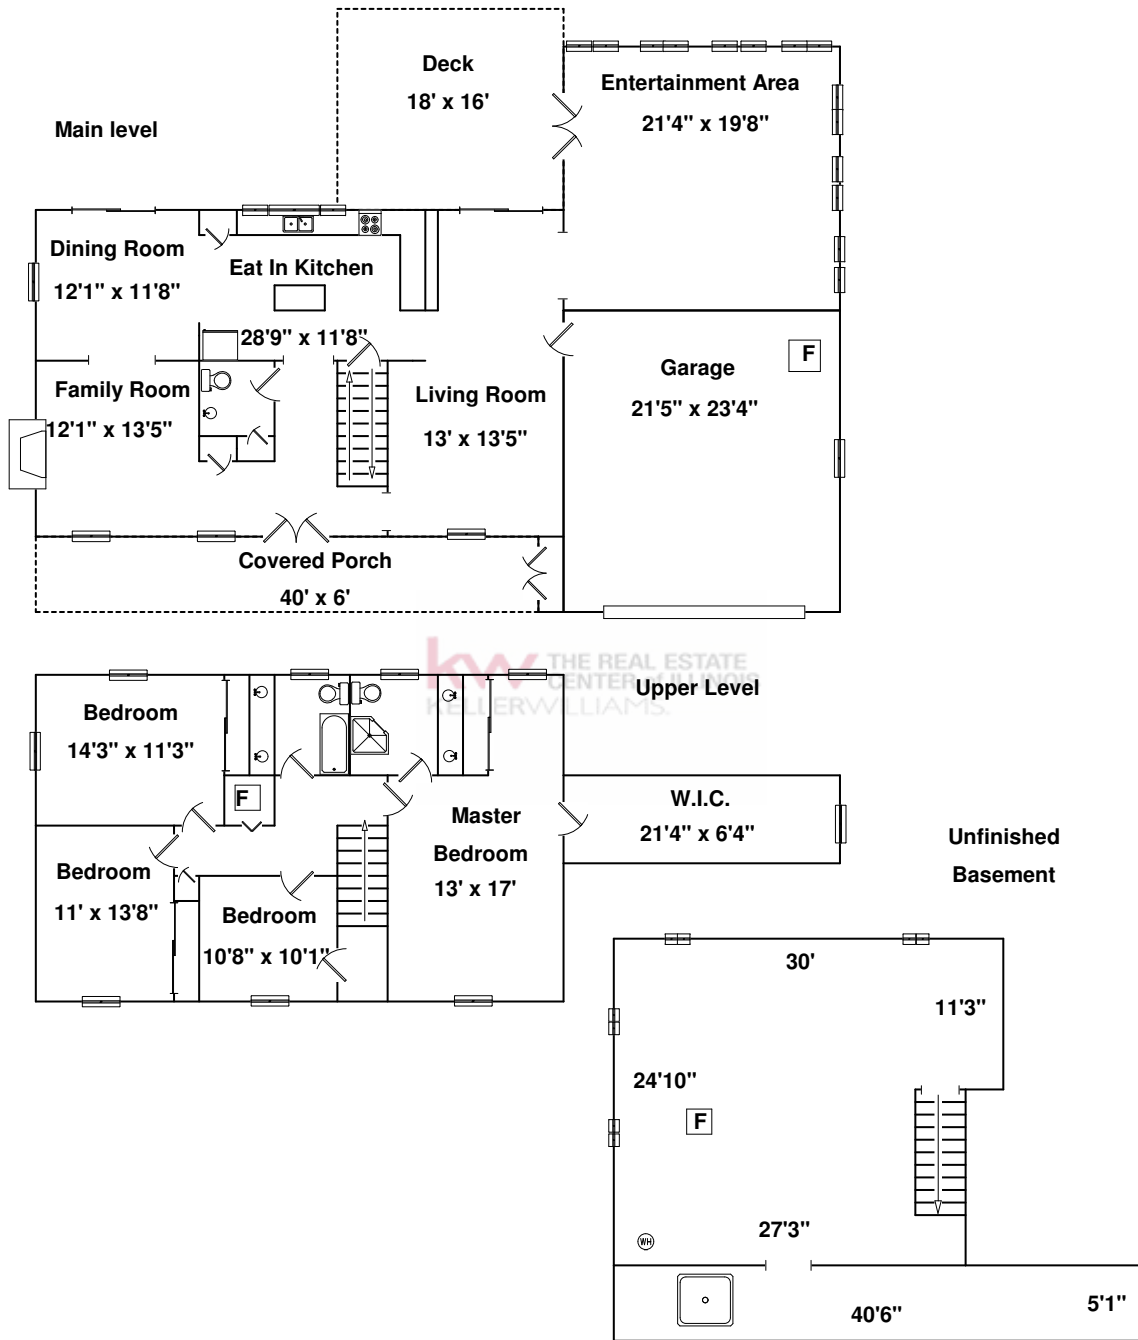 Main level
Deck
18' x 16'
Entertainment Area
21'4" x 19'8"
Dining Room
12'1" x 11'8"
Eat In Kitchen
28'9" x 11'8"
Family Room
12'1" x 13'5"
Living Room
13' x 13'5"
Garage
21'5" x 23'4"
F
Covered Porch
40' x 6'
kw THE REAL ESTATE
CENTER of ILLINOIS
KELLERWILLIAMS.
Upper Level
Bedroom
14'3" x 11'3"
F
Bedroom
11' x 13'8"
Bedroom
10'8" x 10'1"
Master
Bedroom
13' x 17'
W.I.C.
21'4" x 6'4"
Unfinished
Basement
30'
11'3"
24'10"
F
WH
27'3"
40'6"
5'1"